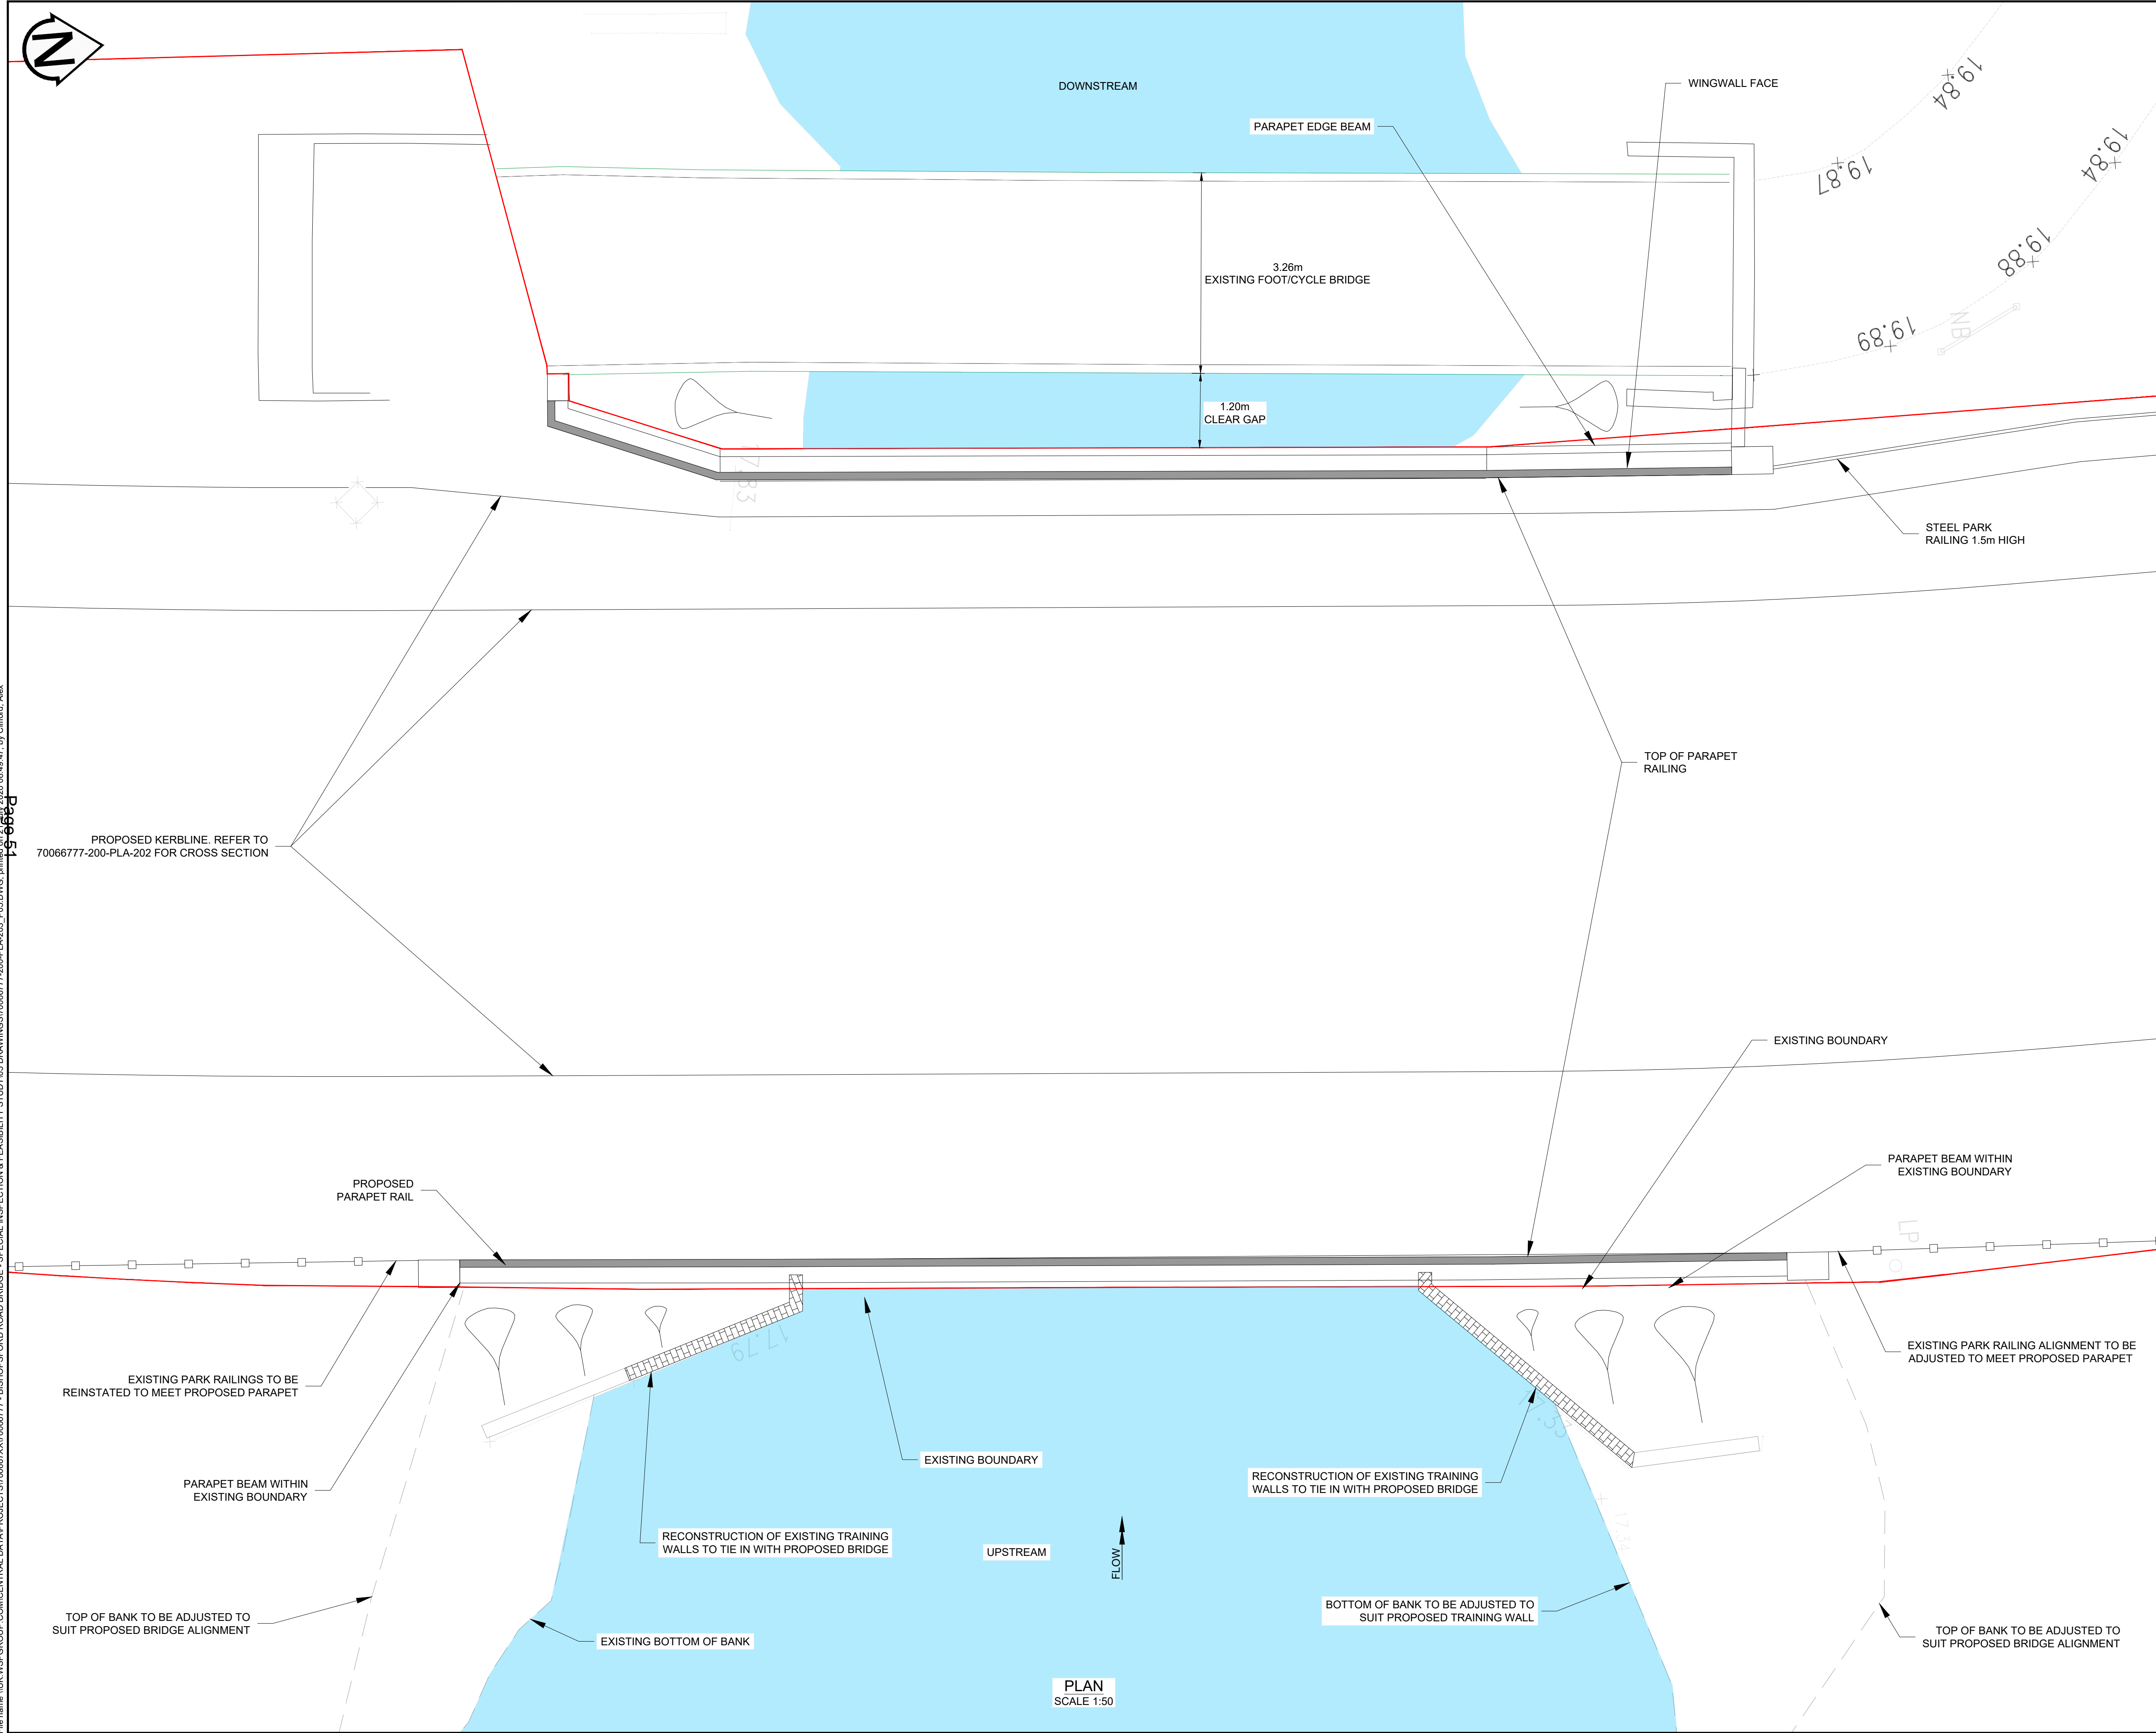 N
DOWNSTREAM
WINGWALL FACE
PARAPET EDGE BEAM
19.84
19.87
19.84
3.26m
EXISTING FOOT/CYCLE BRIDGE
19.88
19.89
NB
1.20m
CLEAR GAP
STEEL PARK
RAILING 1.5m HIGH
TOP OF PARAPET
RAILING
Page 51
PROPOSED KERBLINE. REFER TO
70066777-200-PLA-202 FOR CROSS SECTION
EXISTING BOUNDARY
PARAPET BEAM WITHIN
EXISTING BOUNDARY
PROPOSED
PARAPET RAIL
LP
17.79
EXISTING PARK RAILING ALIGNMENT TO BE
ADJUSTED TO MEET PROPOSED PARAPET
EXISTING PARK RAILINGS TO BE
REINSTATED TO MEET PROPOSED PARAPET
EXISTING BOUNDARY
PARAPET BEAM WITHIN
EXISTING BOUNDARY
RECONSTRUCTION OF EXISTING TRAINING
WALLS TO TIE IN WITH PROPOSED BRIDGE
RECONSTRUCTION OF EXISTING TRAINING
WALLS TO TIE IN WITH PROPOSED BRIDGE
UPSTREAM
FLOW
BOTTOM OF BANK TO BE ADJUSTED TO
SUIT PROPOSED TRAINING WALL
TOP OF BANK TO BE ADJUSTED TO
SUIT PROPOSED BRIDGE ALIGNMENT
EXISTING BOTTOM OF BANK
TOP OF BANK TO BE ADJUSTED TO
SUIT PROPOSED BRIDGE ALIGNMENT
PLAN
SCALE 1:50